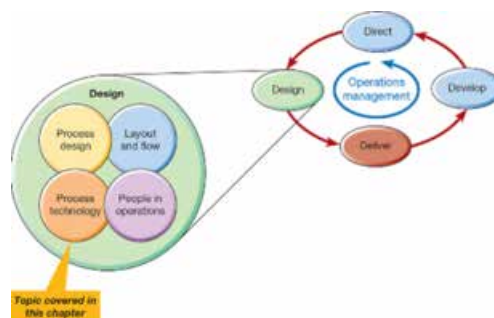 Direct
Design
Operations
management
Develop
Deliver
Design
Process
design
Layout
and flow
Process
technology
People in
operations
Topic covered in
this chapter